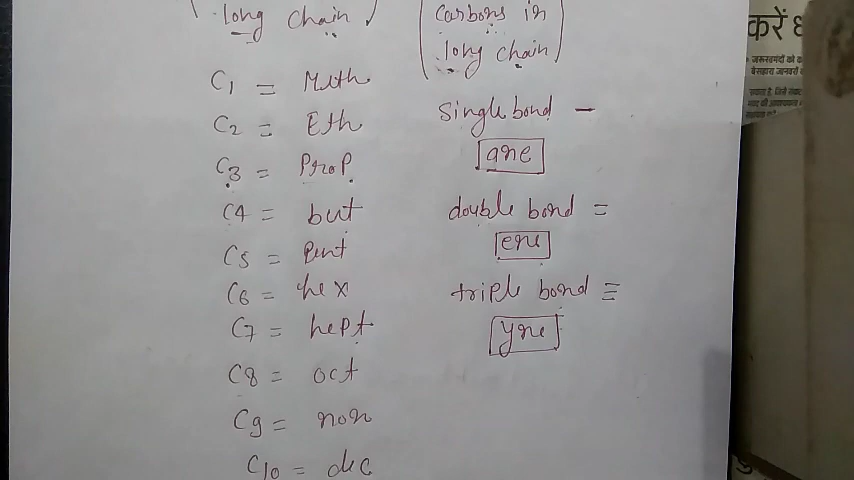 (long chain)
(Carbons in
long chain)
C1 = Meth
C2 = Eth
C3 = Prop
C4 = but
C5 = Pent
C6 = hex
C7 = hept
C8 = oct
C9 = non
C10 = dec
Single bond -
ane
double bond =
ene
triple bond ≡
yne
करें